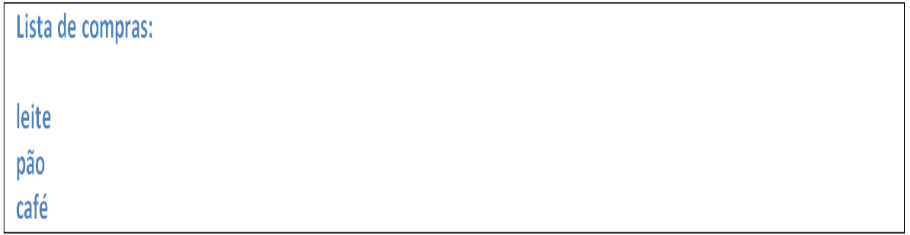 Lista de compras:
leite
pão
café